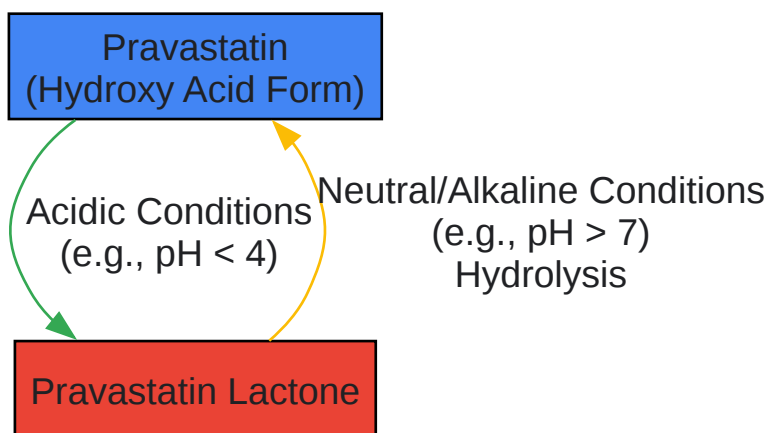 Pravastatin
(Hydroxy Acid Form)
Acidic Conditions
(e.g., pH < 4)
Neutral/Alkaline Conditions
(e.g., pH > 7)
Hydrolysis
Pravastatin Lactone